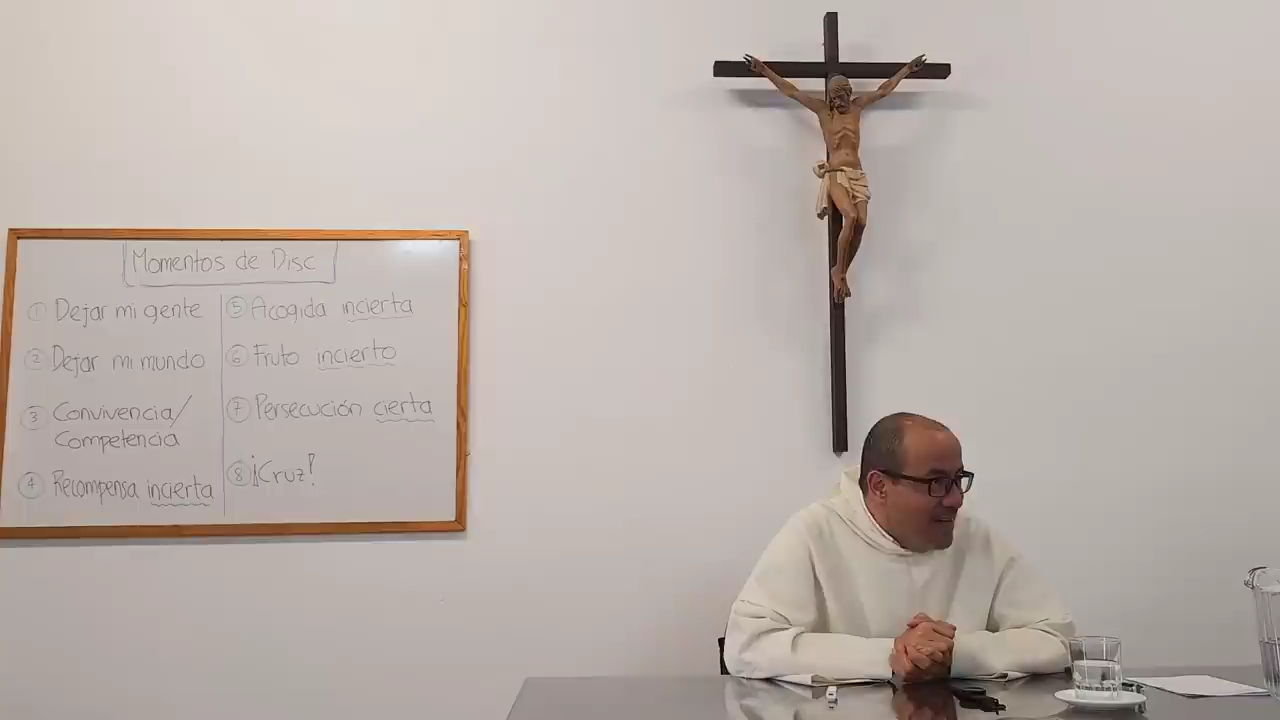 Momentos de Disc
① Dejar mi gente
② Dejar mi mundo
③ Convivencia/
Competencia
④ Recompensa incierta
⑤ Acogida incierta
⑥ Fruto incierto
⑦ Persecución cierta
⑧ ¡Cruz!